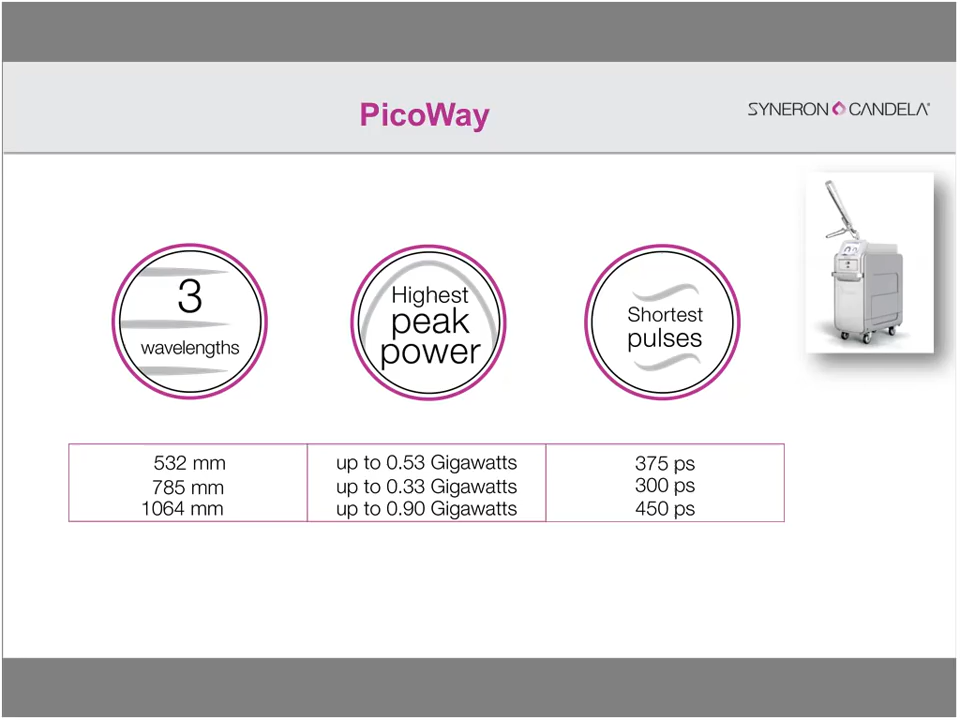 PicoWay
SYNERON CANDELA®
3
wavelengths
Highest
peak
power
Shortest
pulses
532 mm
785 mm
1064 mm
up to 0.53 Gigawatts
up to 0.33 Gigawatts
up to 0.90 Gigawatts
375 ps
300 ps
450 ps